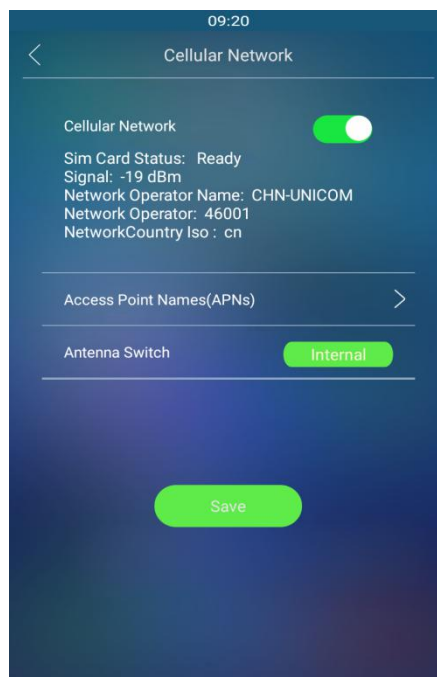 09:20
Cellular Network
Cellular Network
Sim Card Status: Ready
Signal: -19 dBm
Network Operator Name: CHN-UNICOM
Network Operator: 46001
NetworkCountry Iso : cn
Access Point Names(APNs)
Antenna Switch Internal
Save